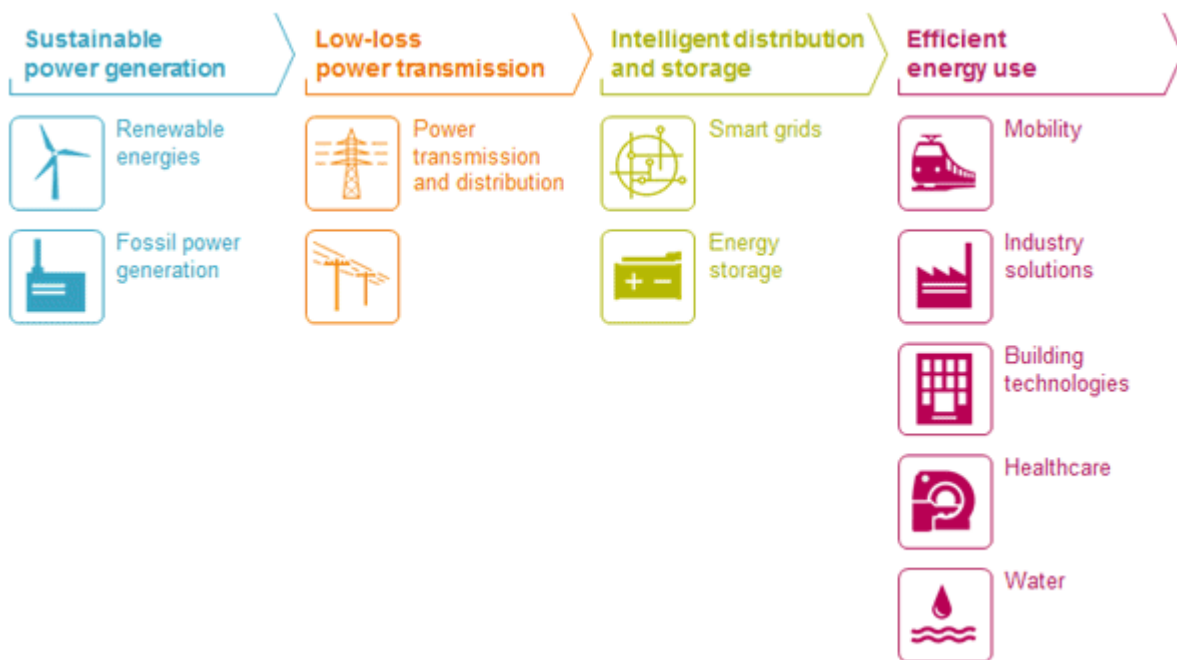 Sustainable
power generation
Low-loss
power transmission
Intelligent distribution
and storage
Efficient
energy use
Renewable
energies
Fossil power
generation
Power
transmission
and distribution
Smart grids
Energy
storage
Mobility
Industry
solutions
Building
technologies
Healthcare
Water